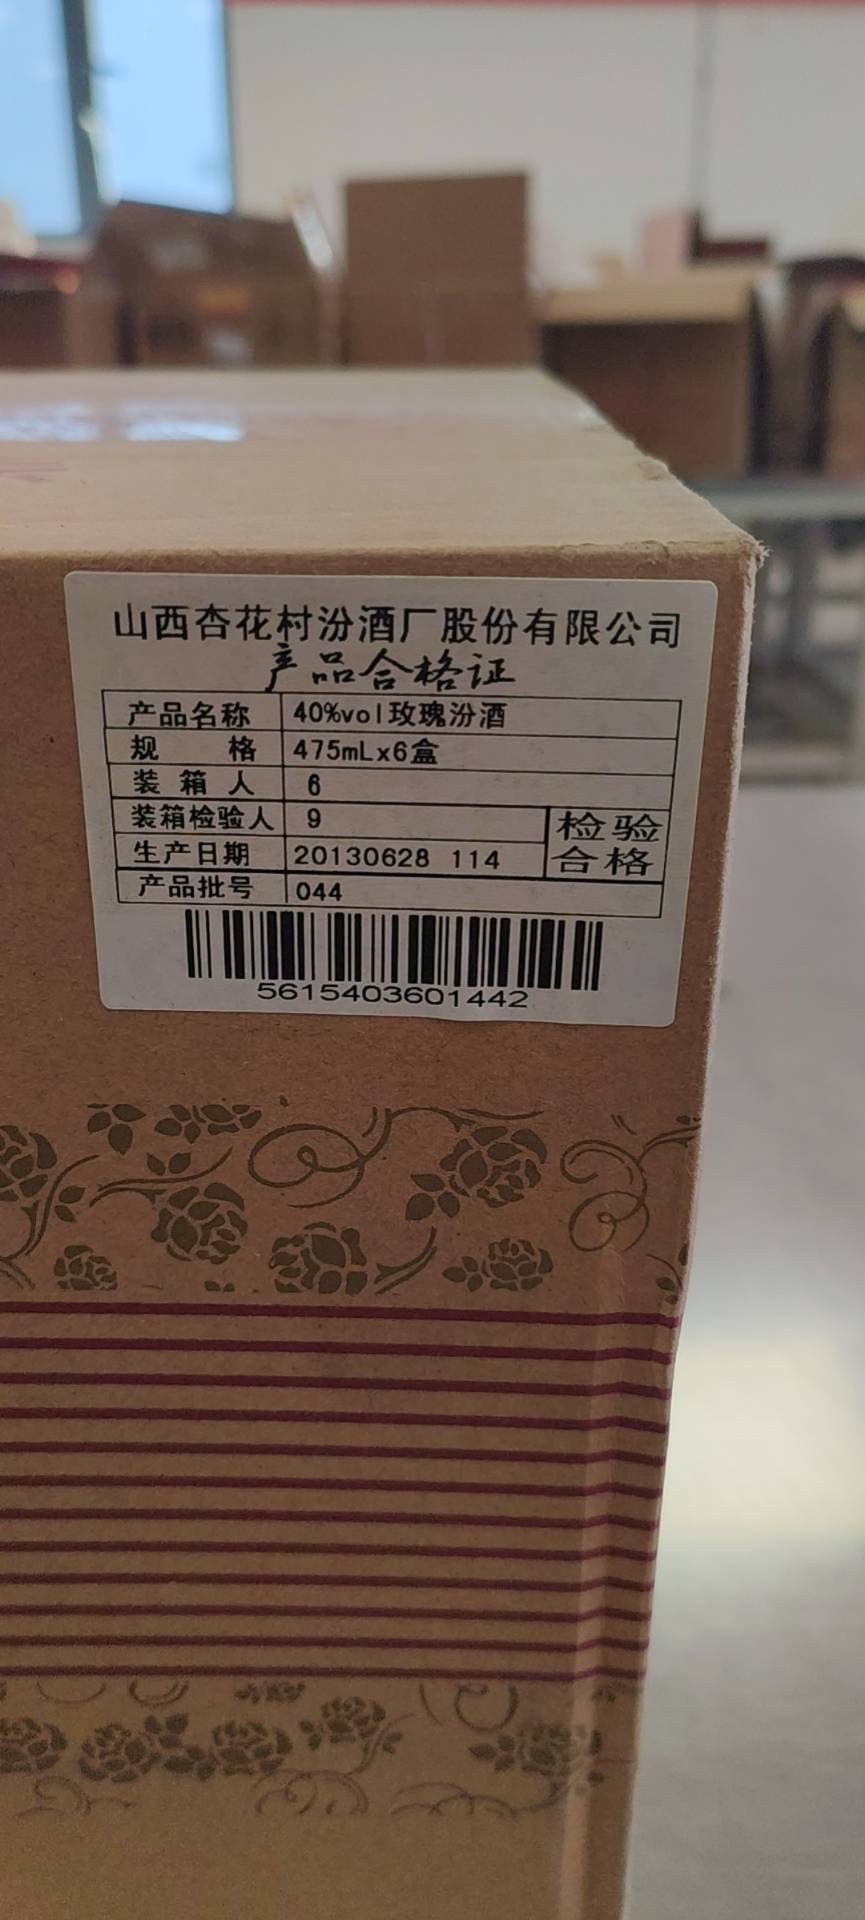 山西杏花村汾酒厂股份有限公司
产品合格证
产品名称 40%vol玫瑰汾酒
规 格 475mLx6盒
装 箱 人 6
装箱检验人 9 检验
生产日期 20130628 114 合格
产品批号 044
5615403601442